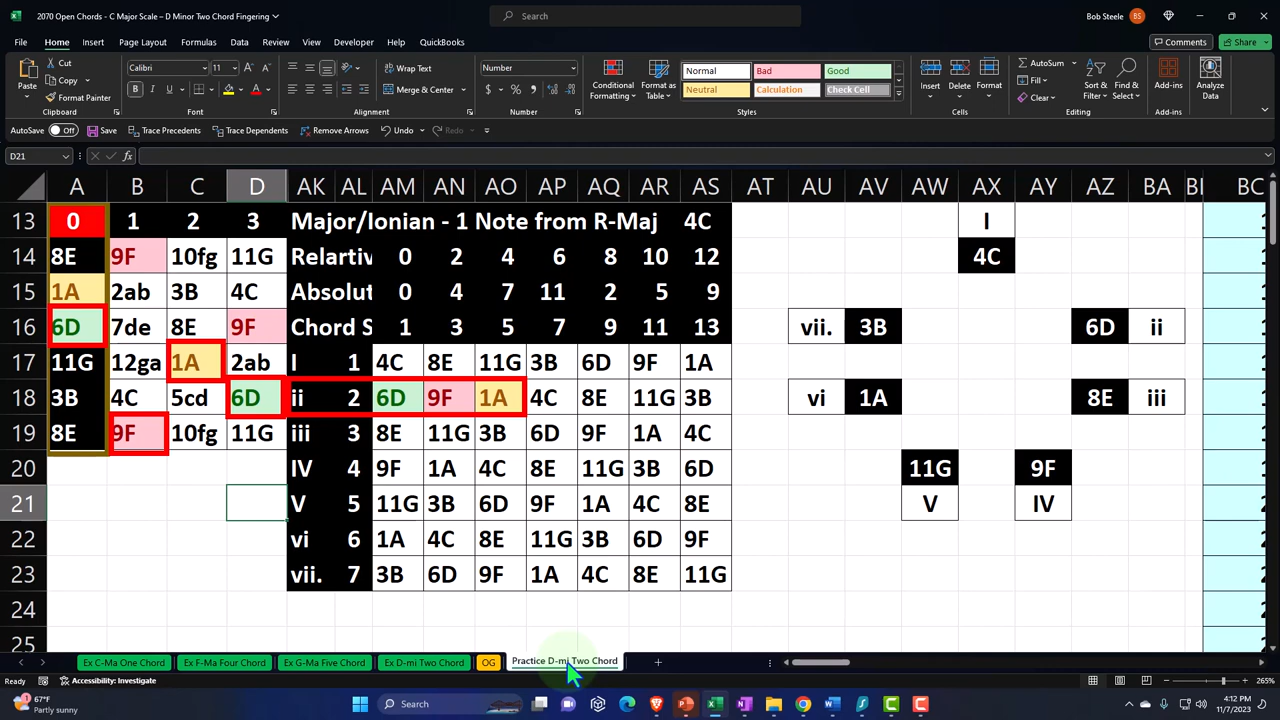 2070 Open Chords - C Major Scale – D Minor Two Chord Fingering
Search
Bob Steele BS
File Home Insert Page Layout Formulas Data Review View Developer Help QuickBooks Comments Share
Paste Cut Copy Format Painter
Clipboard
Calibri 11
B I U
Font
Wrap Text
Merge & Center
Alignment
Number
$ % 9
Number
Conditional Formatting
Format as Table
Normal Bad Good
Neutral Calculation Check Cell
Styles
Insert Delete Format
Cells
AutoSum Fill Clear
Sort & Filter Find & Select
Editing
Add-ins
Add-ins
Analyze Data
AutoSave Off Save Trace Precedents Trace Dependents Remove Arrows Undo Redo
D21 fx
A B C D AK AL AM AN AO AP AQ AR AS AT AU AV AW AX AY AZ BA BC
13 0 1 2 3 Major/Ionian - 1 Note from R-Maj 4C I
14 8E 9F 10fg 11G Relartiv 0 2 4 6 8 10 12 4C
15 1A 2ab 3B 4C Absolut 0 4 7 11 2 5 9
16 6D 7de 8E 9F Chord S 1 3 5 7 9 11 13 vii. 3B 6D ii
17 11G 12ga 1A 2ab I 1 4C 8E 11G 3B 6D 9F 1A
18 3B 4C 5cd 6D ii 2 6D 9F 1A 4C 8E 11G 3B vi 1A 8E iii
19 8E 9F 10fg 11G iii 3 8E 11G 3B 6D 9F 1A 4C
20 IV 4 9F 1A 4C 8E 11G 3B 6D 11G 9F
21 V 5 11G 3B 6D 9F 1A 4C 8E V IV
22 vi 6 1A 4C 8E 11G 3B 6D 9F
23 vii. 7 3B 6D 9F 1A 4C 8E 11G
24
25
Ex C-Ma One Chord Ex F-Ma Four Chord Ex G-Ma Five Chord Ex D-mi Two Chord OG Practice D-mi Two Chord
Ready Accessibility: Investigate 265%
67°F
Partly sunny
Search
4:12 PM
11/7/2023